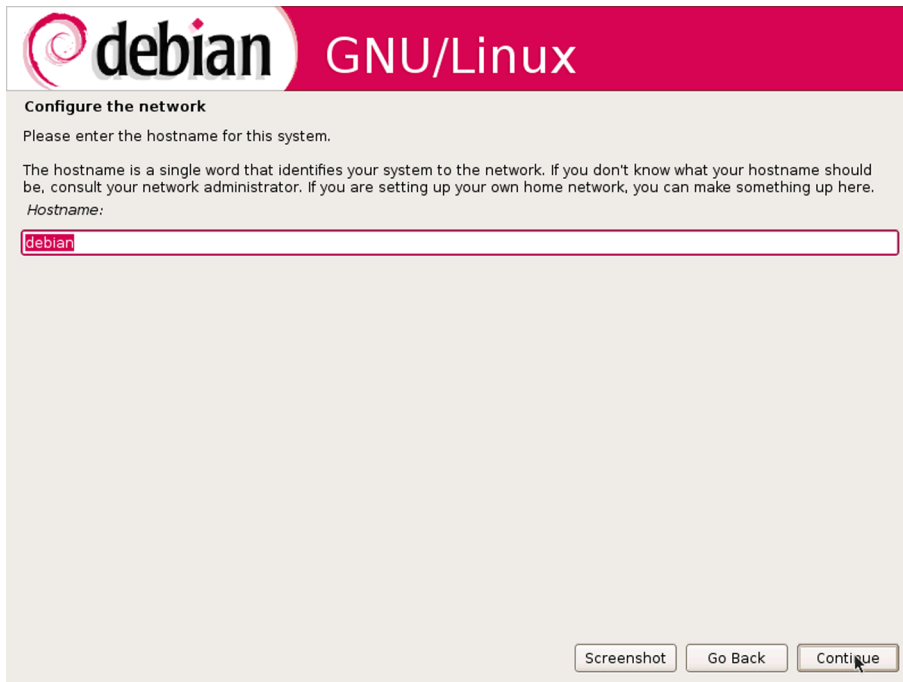 debian GNU/Linux
Configure the network
Please enter the hostname for this system.
The hostname is a single word that identifies your system to the network. If you don't know what your hostname should
be, consult your network administrator. If you are setting up your own home network, you can make something up here.
Hostname:
debian
Screenshot Go Back Continue